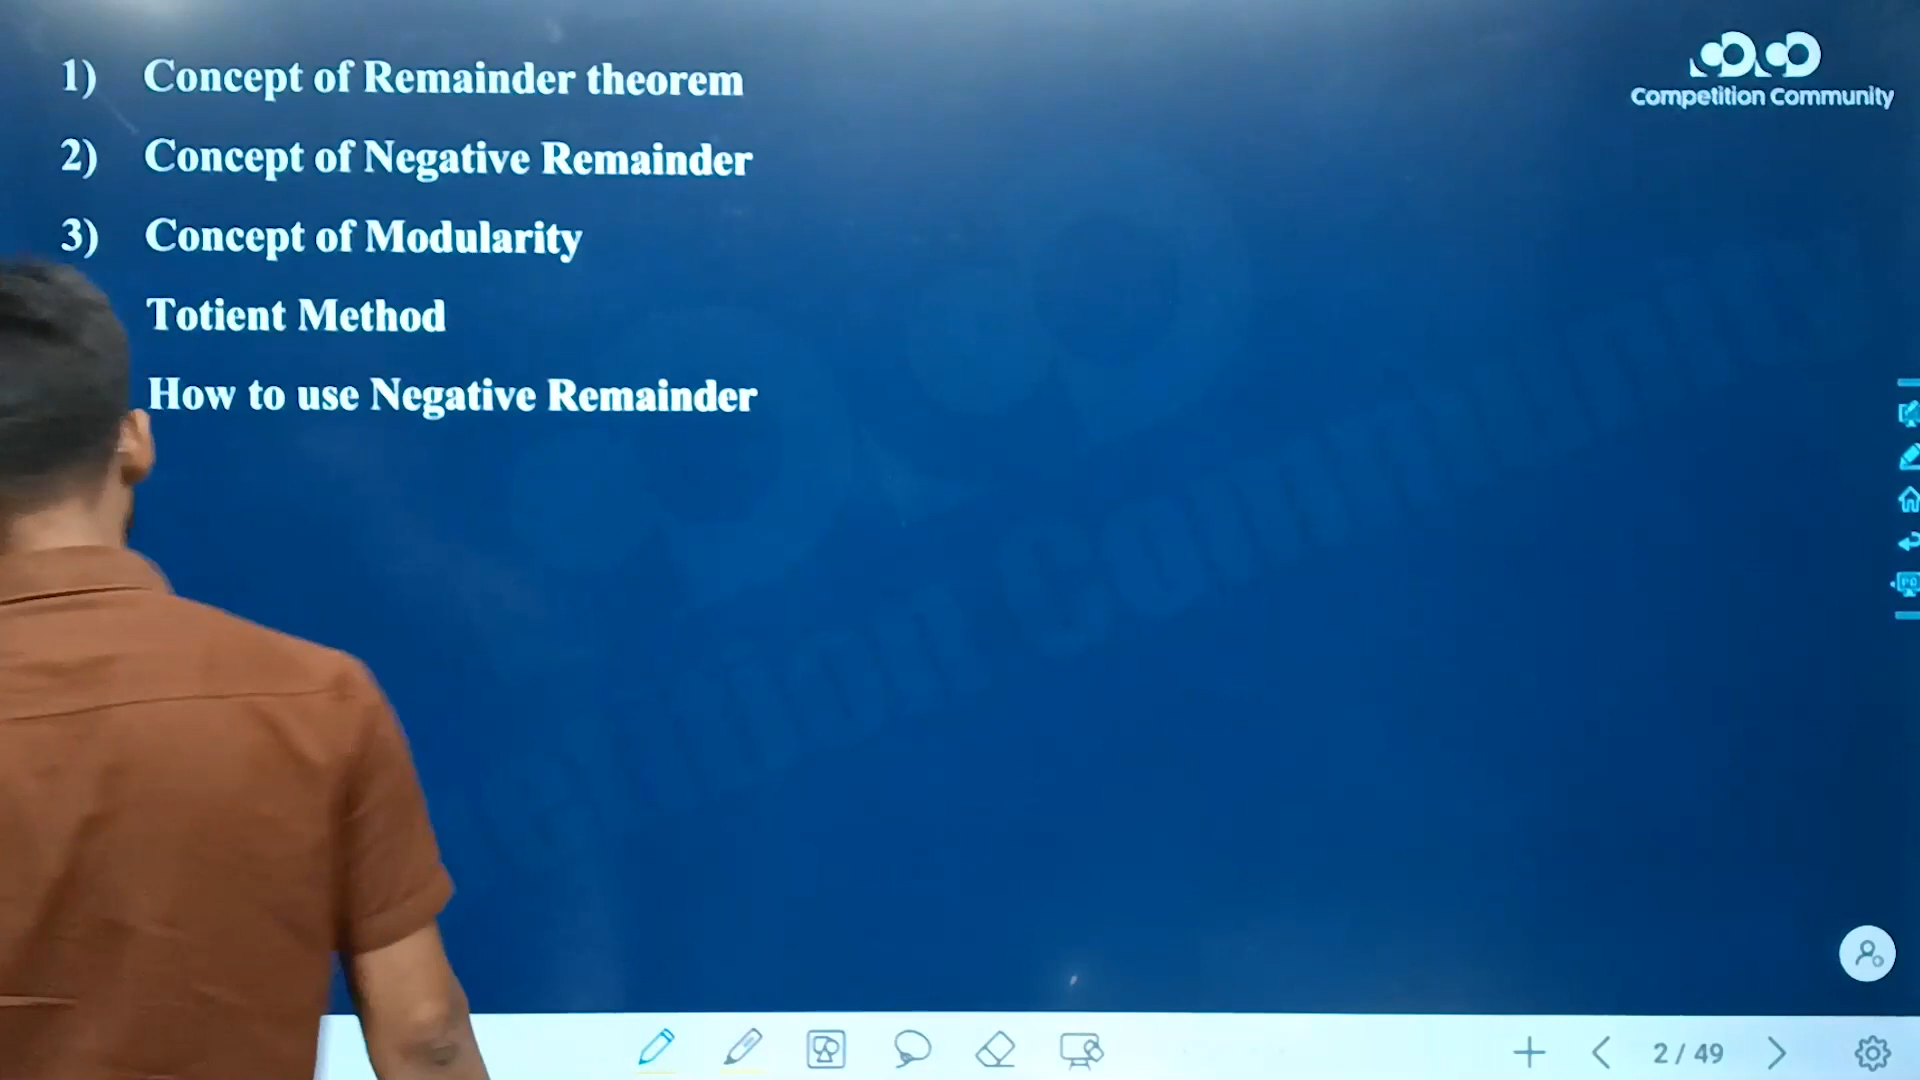 1) Concept of Remainder theorem
2) Concept of Negative Remainder
3) Concept of Modularity
Totient Method
How to use Negative Remainder
Competition Community
2 / 49